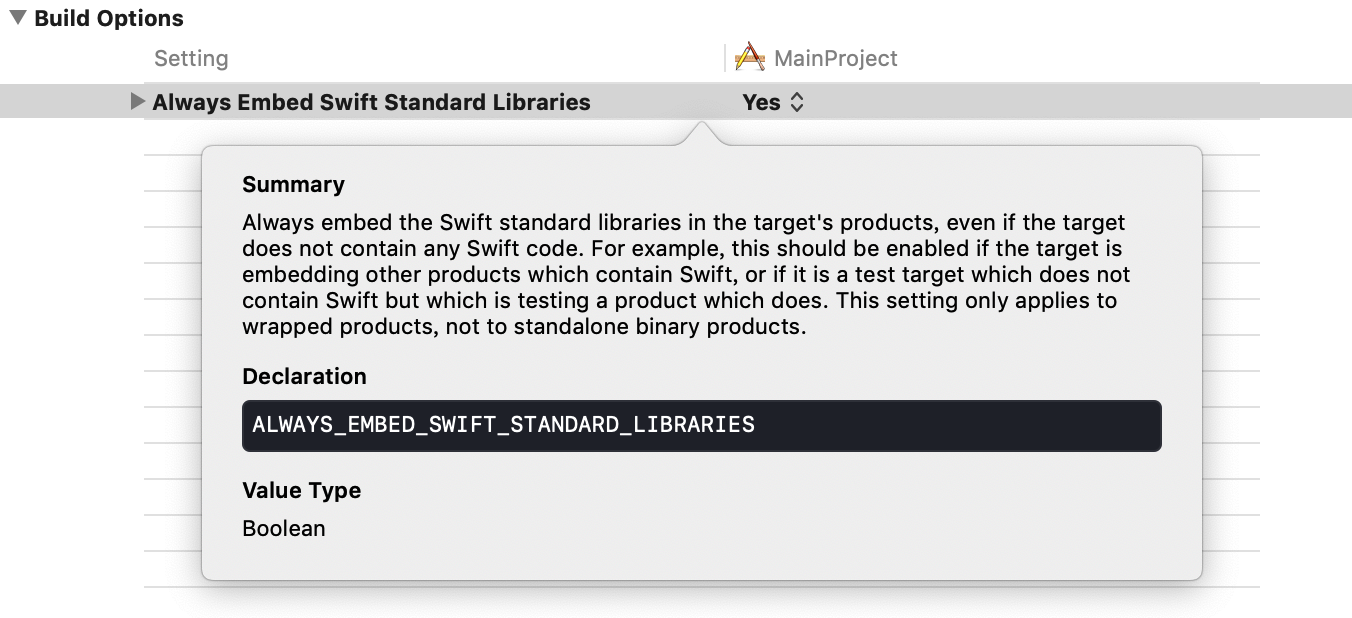 Build Options
Setting
MainProject
Always Embed Swift Standard Libraries
Yes
Summary
Always embed the Swift standard libraries in the target's products, even if the target
does not contain any Swift code. For example, this should be enabled if the target is
embedding other products which contain Swift, or if it is a test target which does not
contain Swift but which is testing a product which does. This setting only applies to
wrapped products, not to standalone binary products.
Declaration
ALWAYS_EMBED_SWIFT_STANDARD_LIBRARIES
Value Type
Boolean